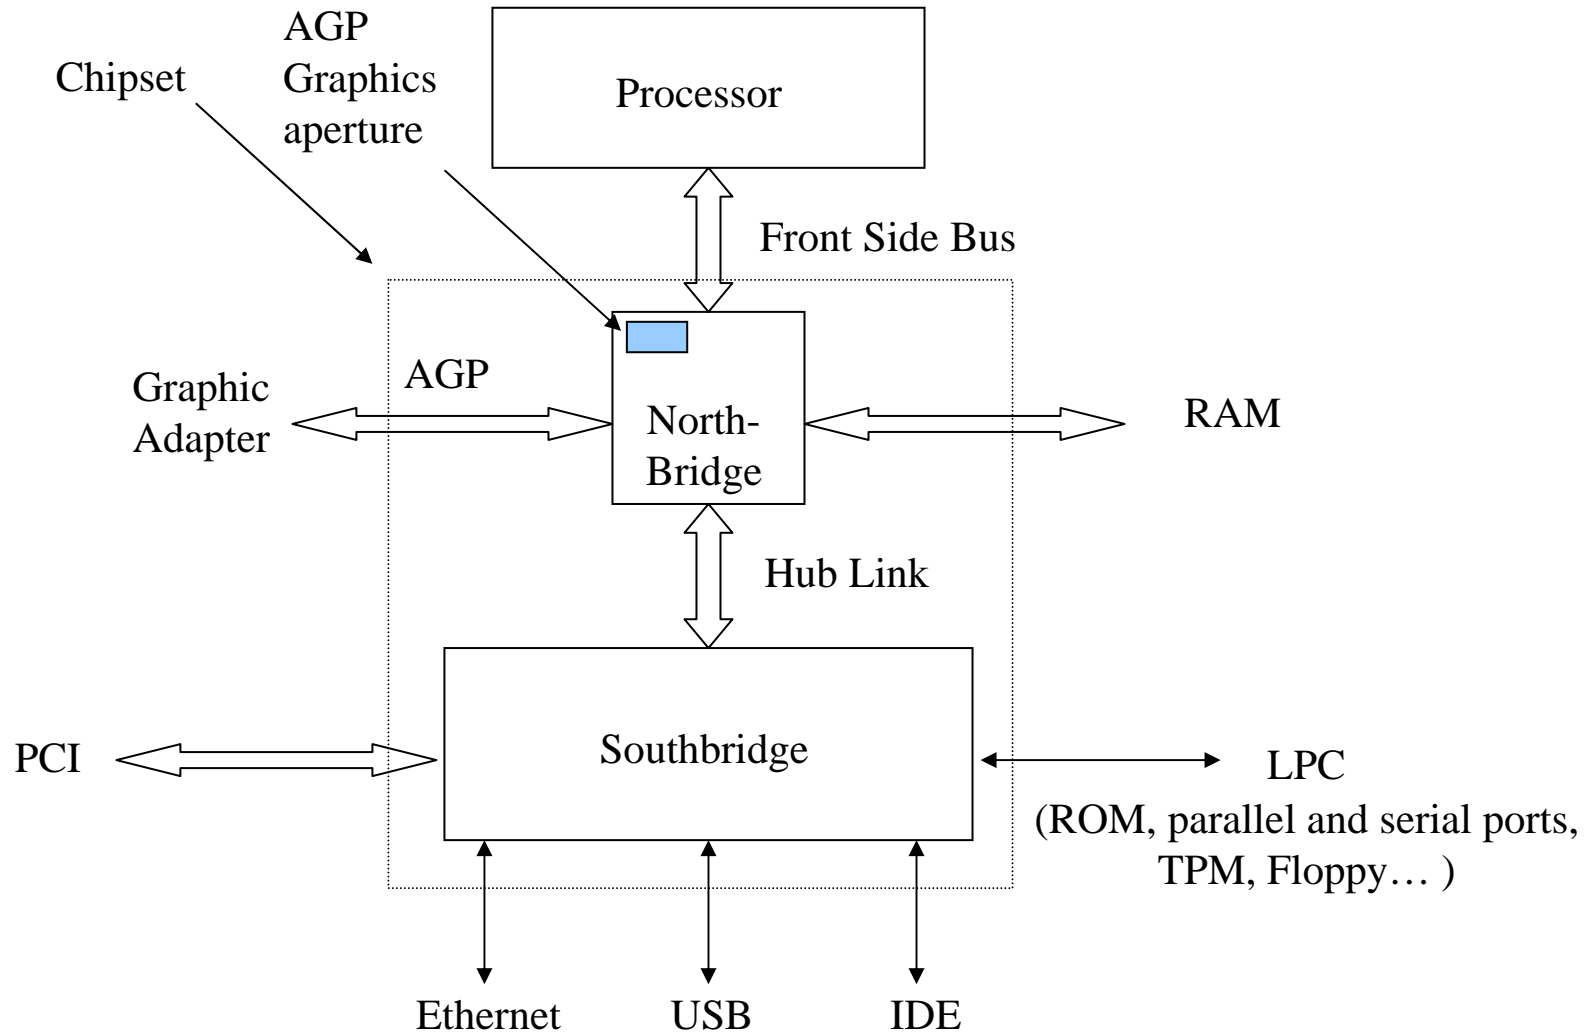 AGP
Graphics
aperture
Chipset
Processor
Front Side Bus
AGP
Graphic
Adapter
North-
Bridge
RAM
Hub Link
PCI
Southbridge
LPC
(ROM, parallel and serial ports,
TPM, Floppy… )
Ethernet
USB
IDE